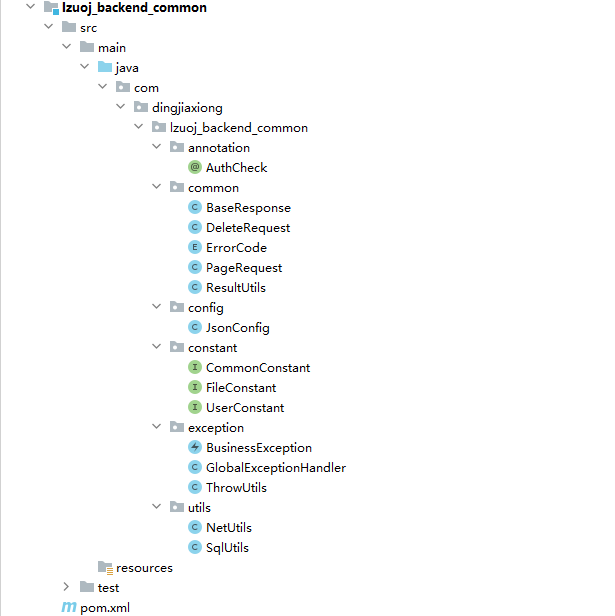 lzuoj_backend_common
src
main
java
com
dingjiaxiong
lzuoj_backend_common
annotation
AuthCheck
common
BaseResponse
DeleteRequest
ErrorCode
PageRequest
ResultUtils
config
JsonConfig
constant
CommonConstant
FileConstant
UserConstant
exception
BusinessException
GlobalExceptionHandler
ThrowUtils
utils
NetUtils
SqlUtils
resources
test
pom.xml